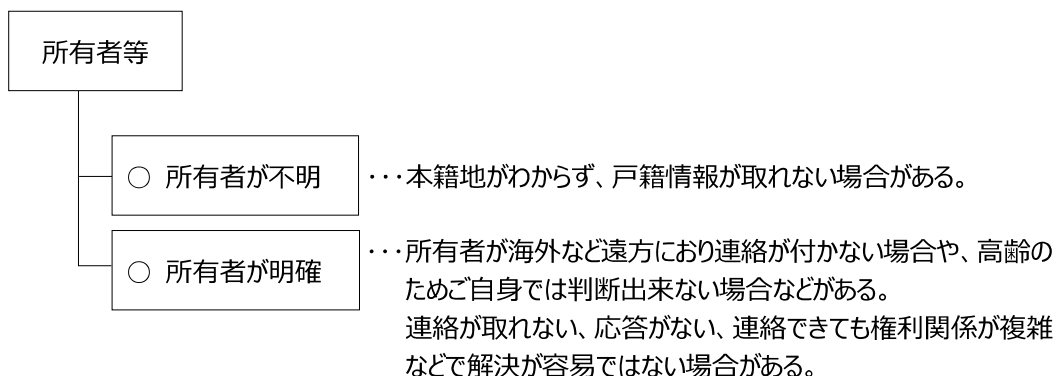 所有者等
○ 所有者が不明
･･･本籍地がわからず、戸籍情報が取れない場合がある。
○ 所有者が明確
･･･所有者が海外など遠方におり連絡が付かない場合や、高齢の
ためご自身では判断出来ない場合などがある。
連絡が取れない、応答がない、連絡できても権利関係が複雑
などで解決が容易ではない場合がある。